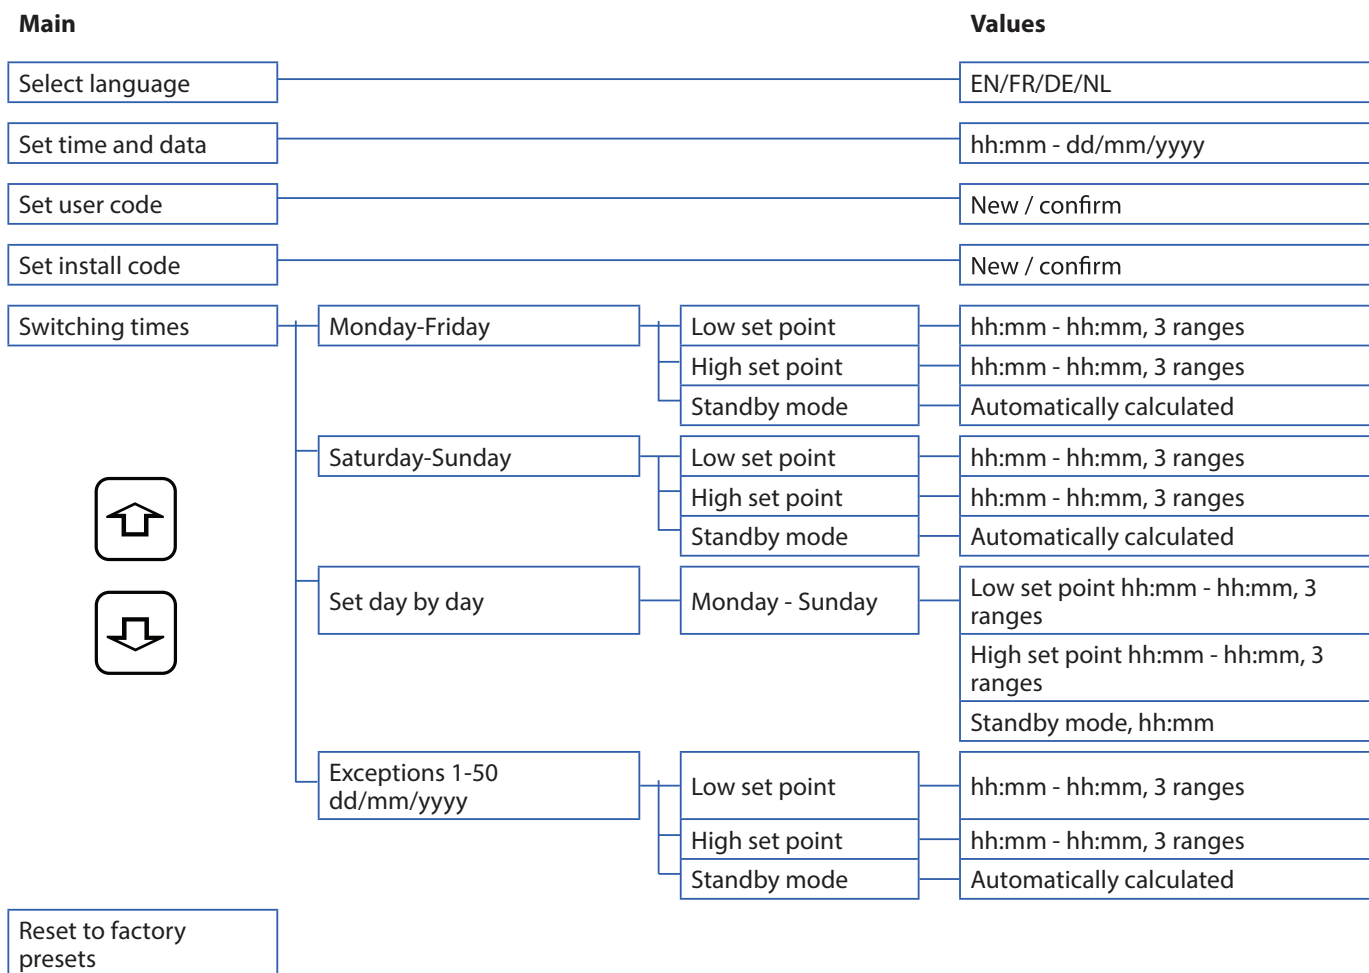 Main
Values
Select language
EN/FR/DE/NL
Set time and data
hh:mm - dd/mm/yyyy
Set user code
New / confirm
Set install code
New / confirm
Switching times
Monday-Friday
Low set point
hh:mm - hh:mm, 3 ranges
High set point
hh:mm - hh:mm, 3 ranges
Standby mode
Automatically calculated
Saturday-Sunday
Low set point
hh:mm - hh:mm, 3 ranges
High set point
hh:mm - hh:mm, 3 ranges
Standby mode
Automatically calculated
Set day by day
Monday - Sunday
Low set point hh:mm - hh:mm, 3
ranges
High set point hh:mm - hh:mm, 3
ranges
Standby mode, hh:mm
Exceptions 1-50
dd/mm/yyyy
Low set point
hh:mm - hh:mm, 3 ranges
High set point
hh:mm - hh:mm, 3 ranges
Standby mode
Automatically calculated
Reset to factory
presets